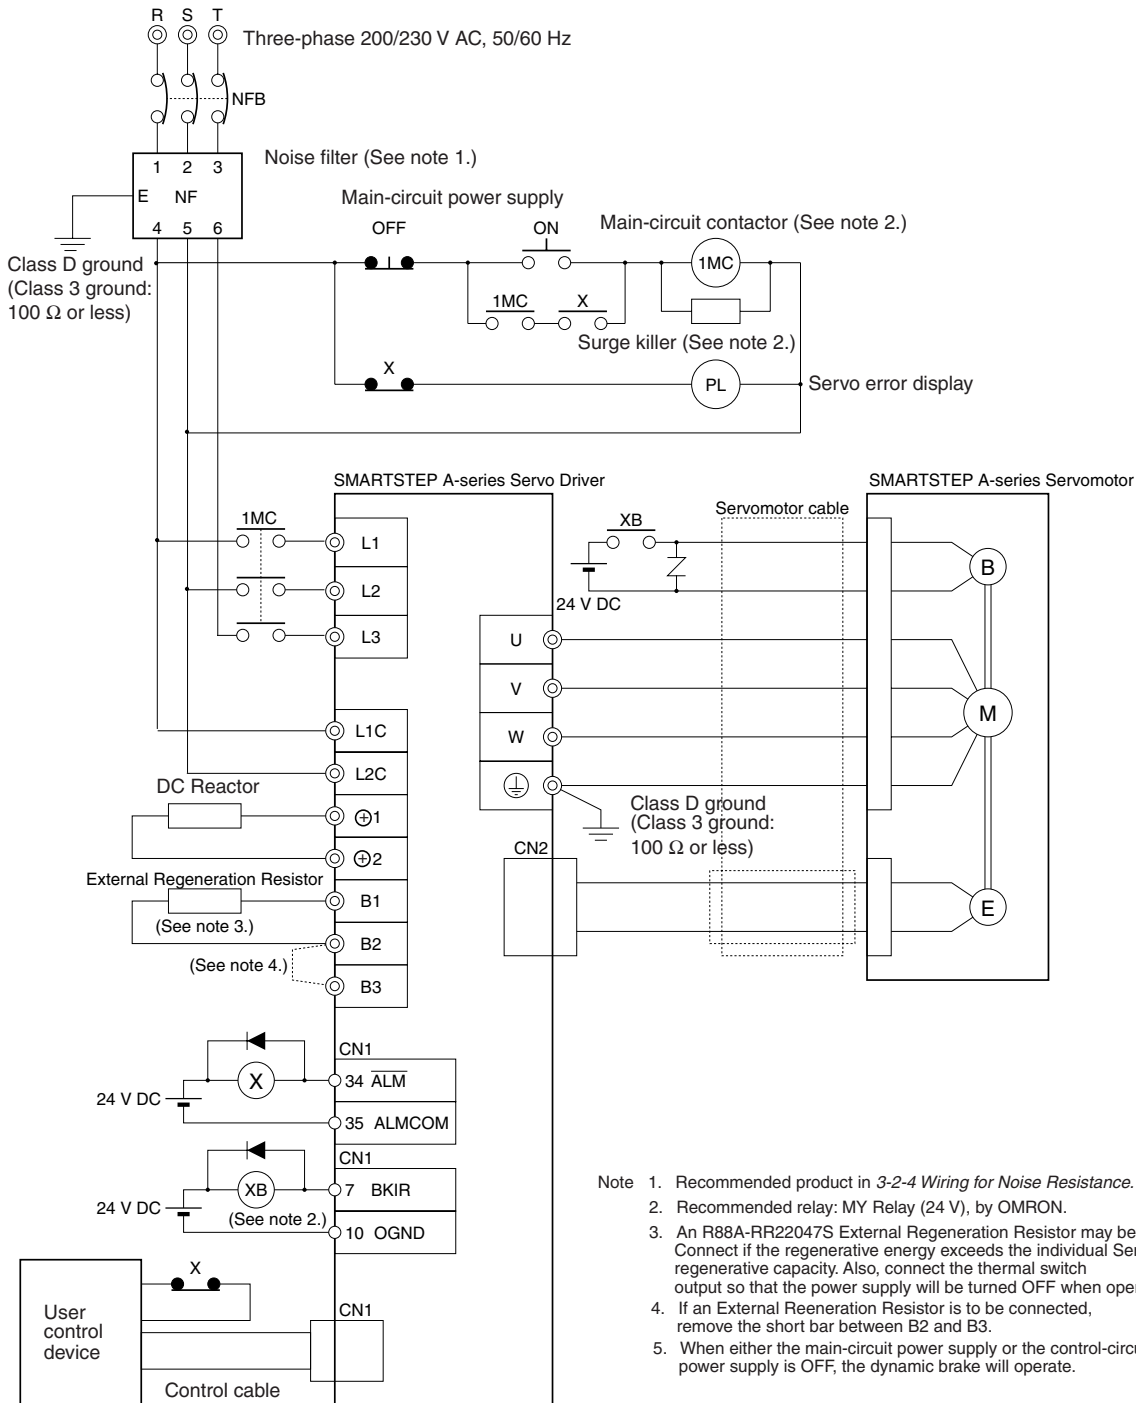 R S T
Three-phase 200/230 V AC, 50/60 Hz
NFB
1 2 3
Noise filter (See note 1.)
E NF
4 5 6
Class D ground
(Class 3 ground:
100 Ω or less)
Main-circuit power supply
OFF ON
Main-circuit contactor (See note 2.)
1MC
1MC X
Surge killer (See note 2.)
X
PL
Servo error display
SMARTSTEP A-series Servo Driver
SMARTSTEP A-series Servomotor
1MC
L1
L2
L3
XB
Servomotor cable
24 V DC
B
U
V
W
M
L1C
L2C
DC Reactor
+1
+2
Class D ground
(Class 3 ground:
100 Ω or less)
CN2
E
External Regeneration Resistor
(See note 3.)
B1
B2
(See note 4.)
B3
CN1
X
34 ALM
24 V DC
35 ALMCOM
CN1
XB
7 BKIR
24 V DC
(See note 2.)
10 OGND
X
User
control
device
CN1
Control cable
Note 1. Recommended product in 3-2-4 Wiring for Noise Resistance.
2. Recommended relay: MY Relay (24 V), by OMRON.
3. An R88A-RR22047S External Regeneration Resistor may be
Connect if the regenerative energy exceeds the individual Ser
regenerative capacity. Also, connect the thermal switch
output so that the power supply will be turned OFF when oper
4. If an External Reeneration Resistor is to be connected,
remove the short bar between B2 and B3.
5. When either the main-circuit power supply or the control-circu
power supply is OFF, the dynamic brake will operate.